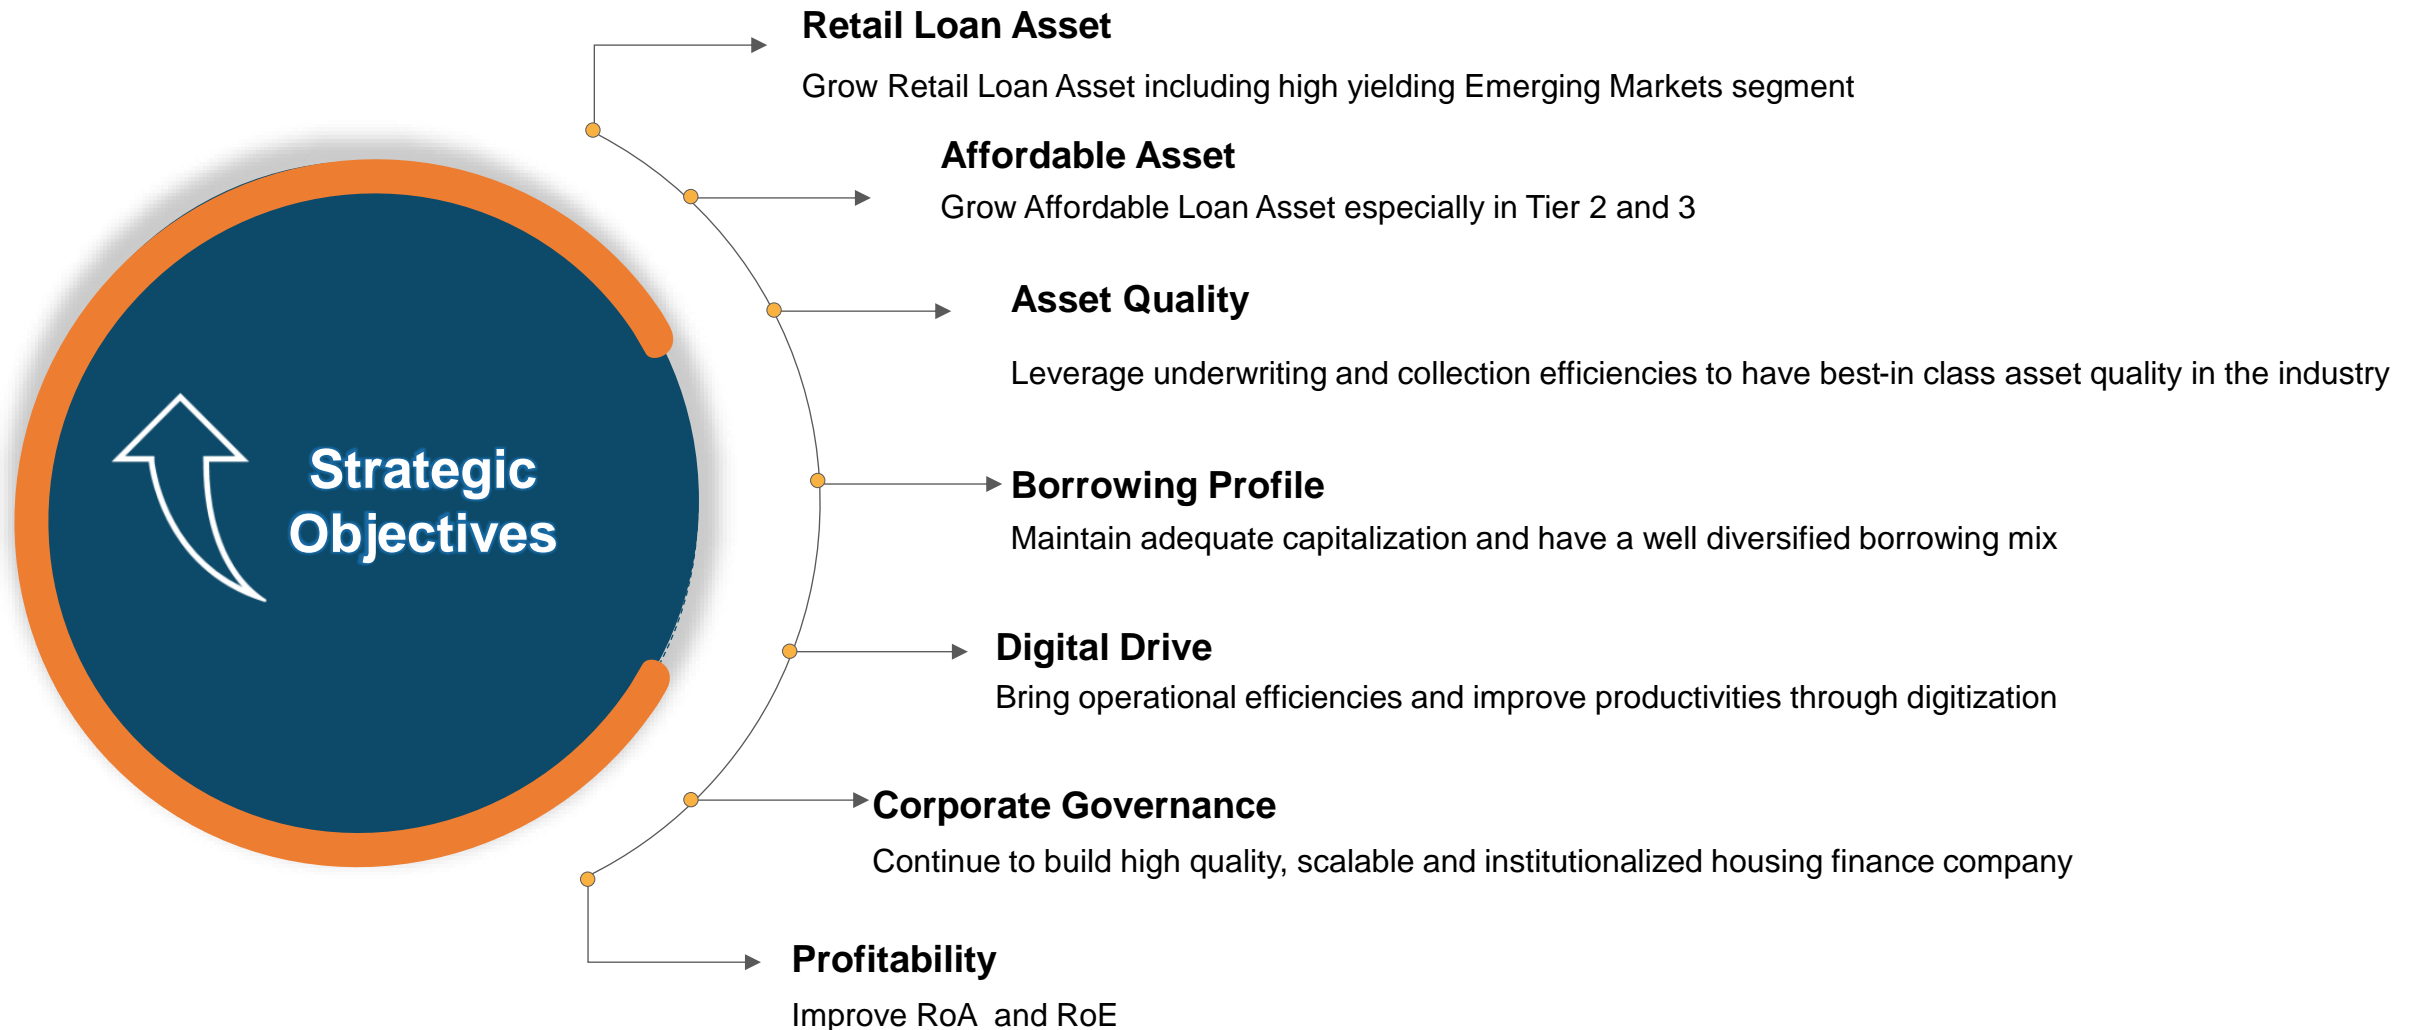 Retail Loan Asset
Grow Retail Loan Asset including high yielding Emerging Markets segment
Affordable Asset
Grow Affordable Loan Asset especially in Tier 2 and 3
Asset Quality
Leverage underwriting and collection efficiencies to have best-in class asset quality in the industry
Strategic
Objectives
Borrowing Profile
Maintain adequate capitalization and have a well diversified borrowing mix
Digital Drive
Bring operational efficiencies and improve productivities through digitization
Corporate Governance
Continue to build high quality, scalable and institutionalized housing finance company
Profitability
Improve RoA  and RoE